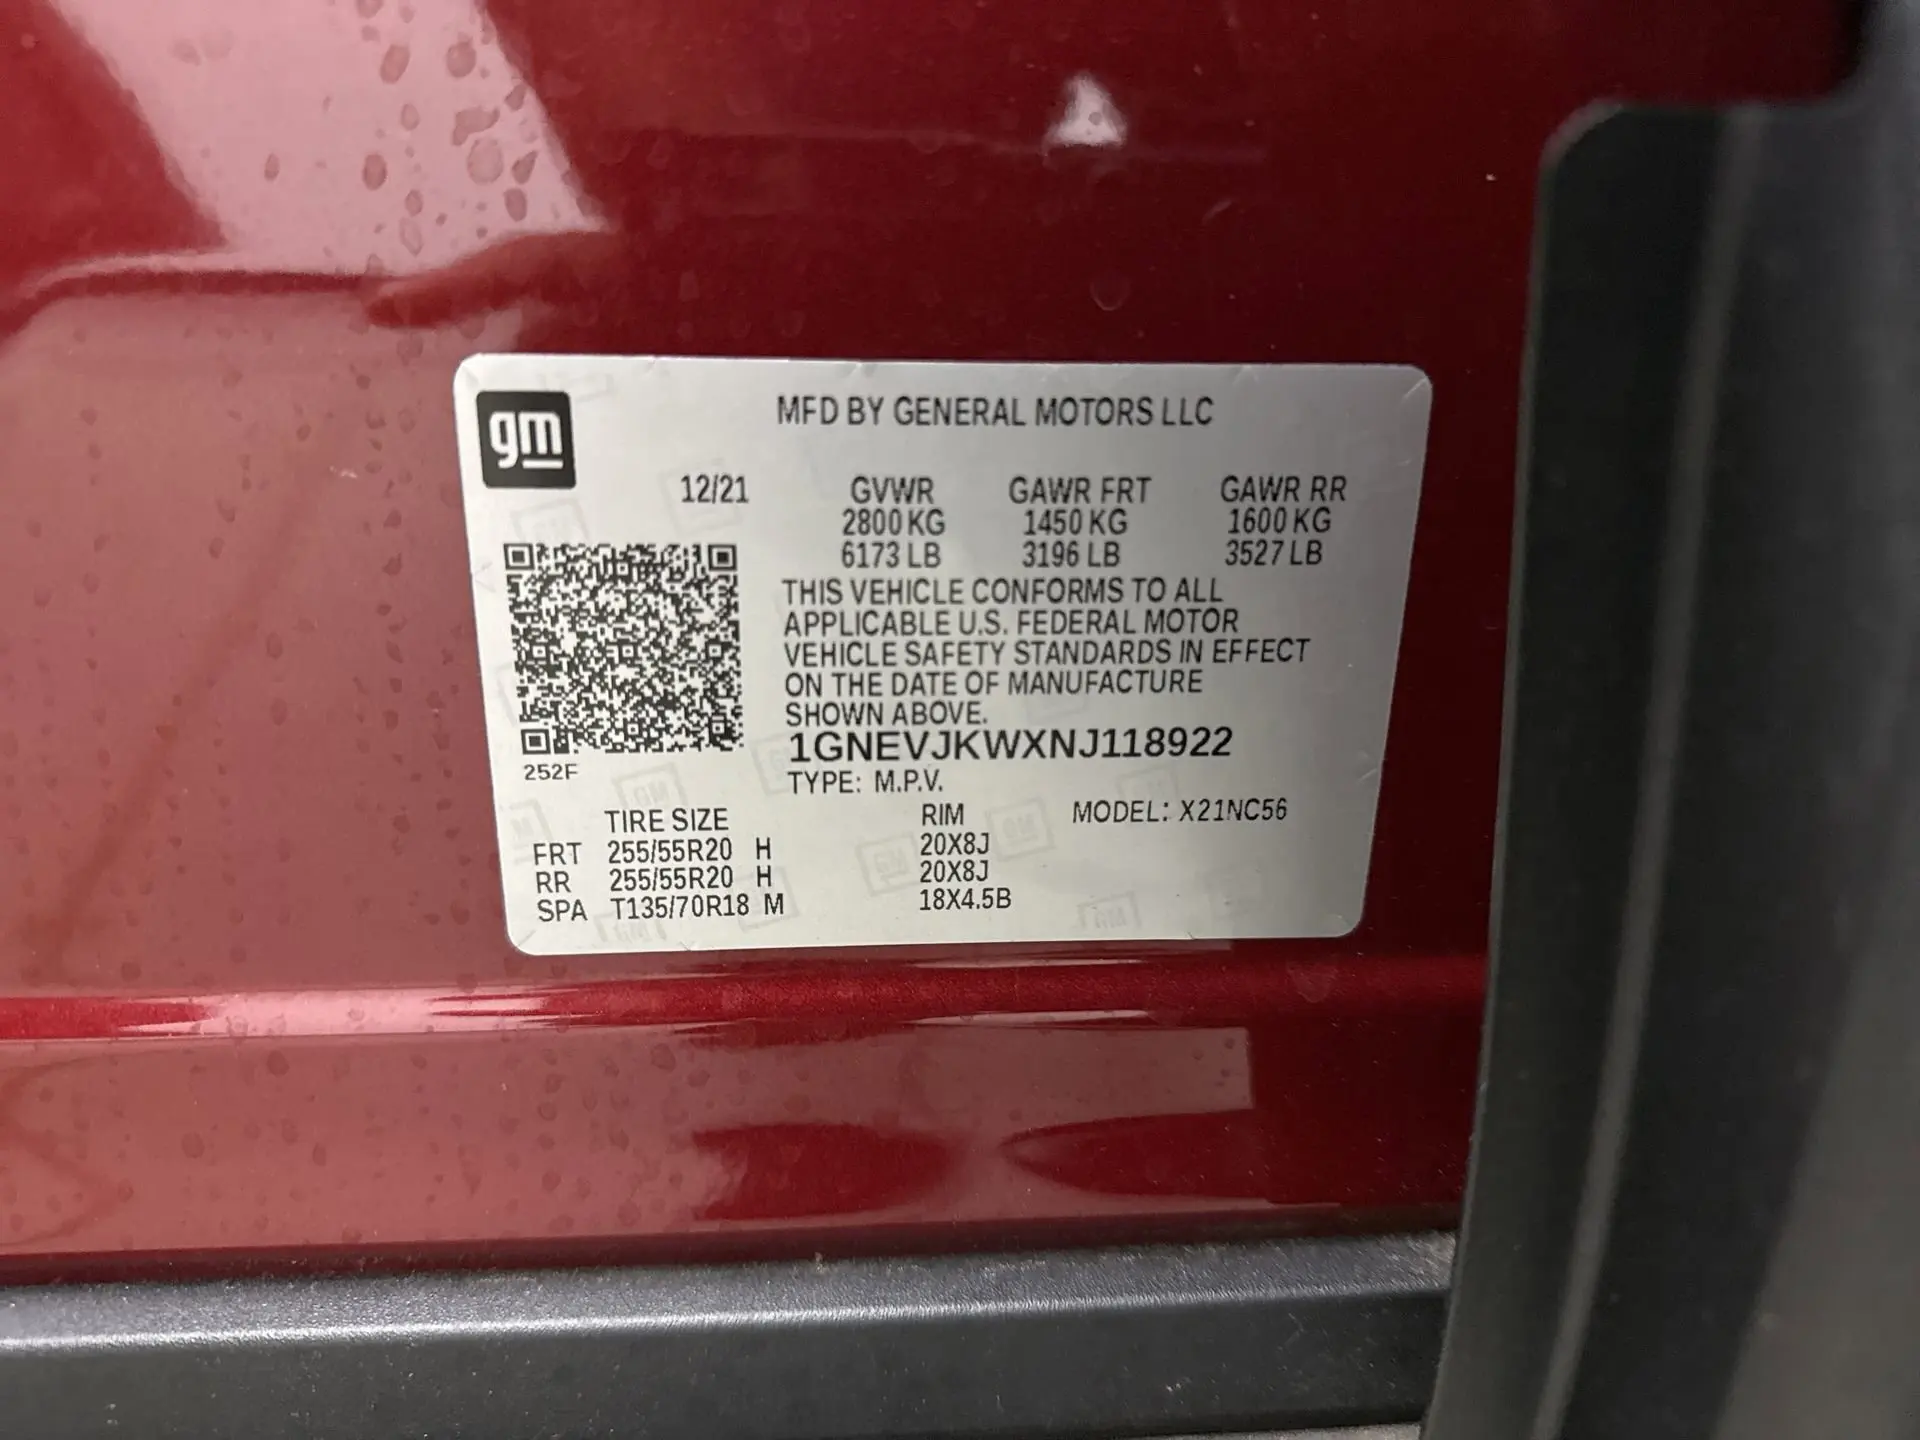 gm
MFD BY GENERAL MOTORS LLC
12/21 GVWR GAWR FRT GAWR RR
2800 KG 1450 KG 1600 KG
6173 LB 3196 LB 3527 LB
THIS VEHICLE CONFORMS TO ALL
APPLICABLE U.S. FEDERAL MOTOR
VEHICLE SAFETY STANDARDS IN EFFECT
ON THE DATE OF MANUFACTURE
SHOWN ABOVE.
1GNEVJKWXNJ118922
252F
TYPE: M.P.V.
TIRE SIZE RIM MODEL: X21NC56
FRT 255/55R20 H 20X8J
RR 255/55R20 H 20X8J
SPA T135/70R18 M 18X4.5B